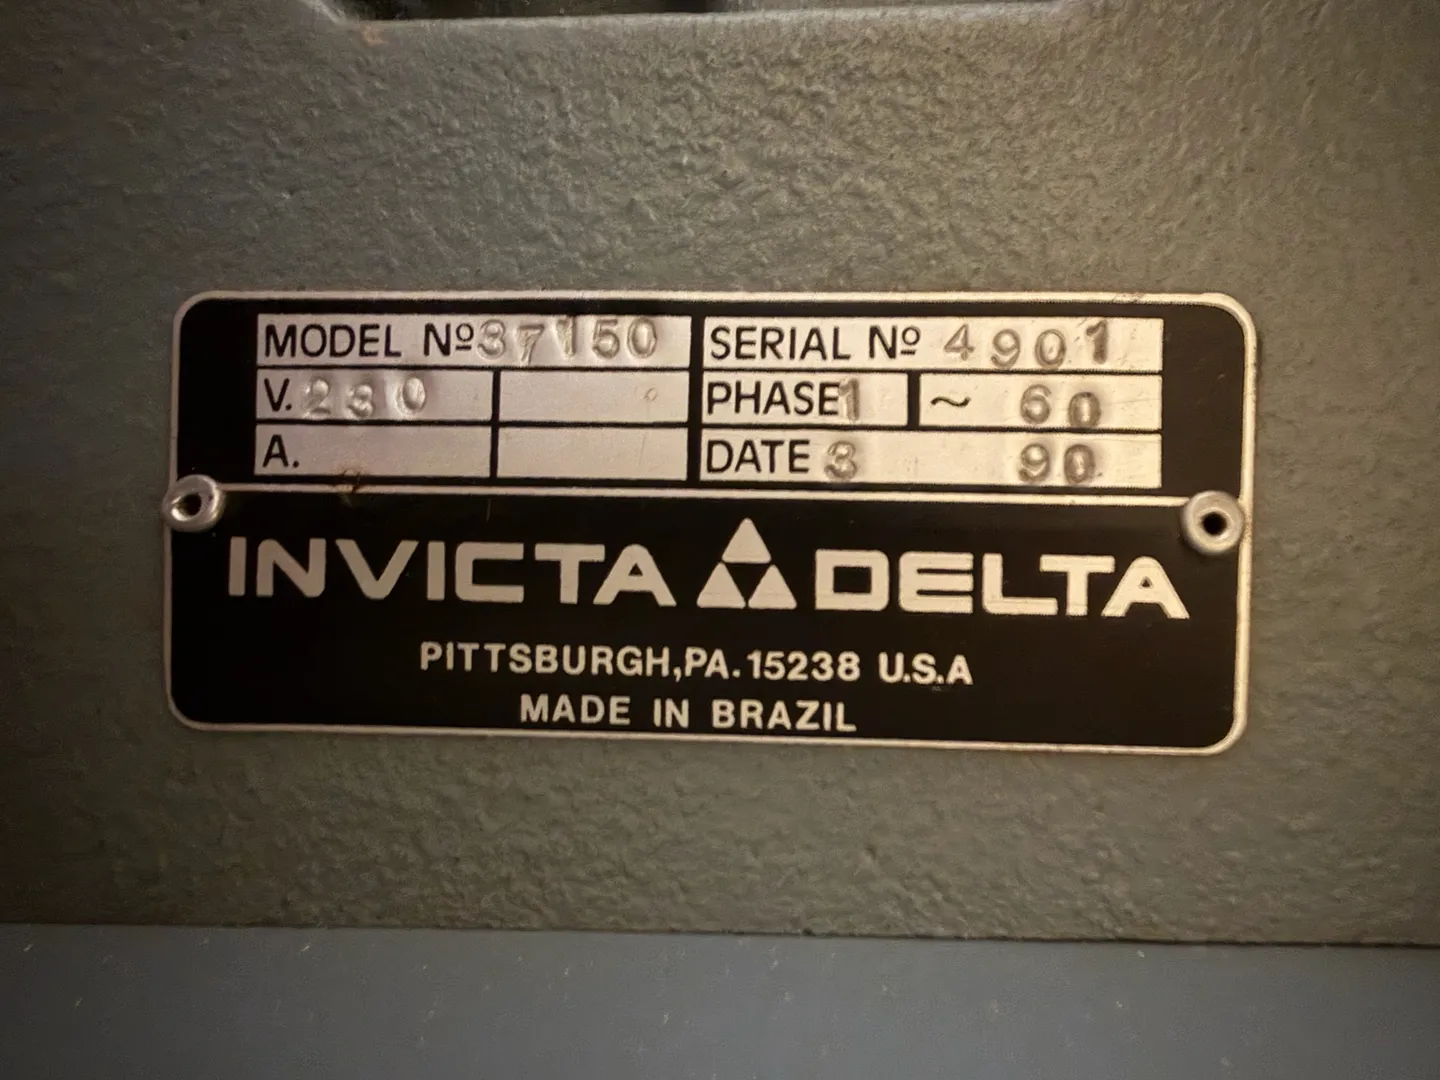 MODEL Nº 37150 SERIAL Nº 4901
V. 230 PHASE 1 ~ 60
A. DATE 3 90
INVICTA DELTA
PITTSBURGH,PA. 15238 U.S.A
MADE IN BRAZIL